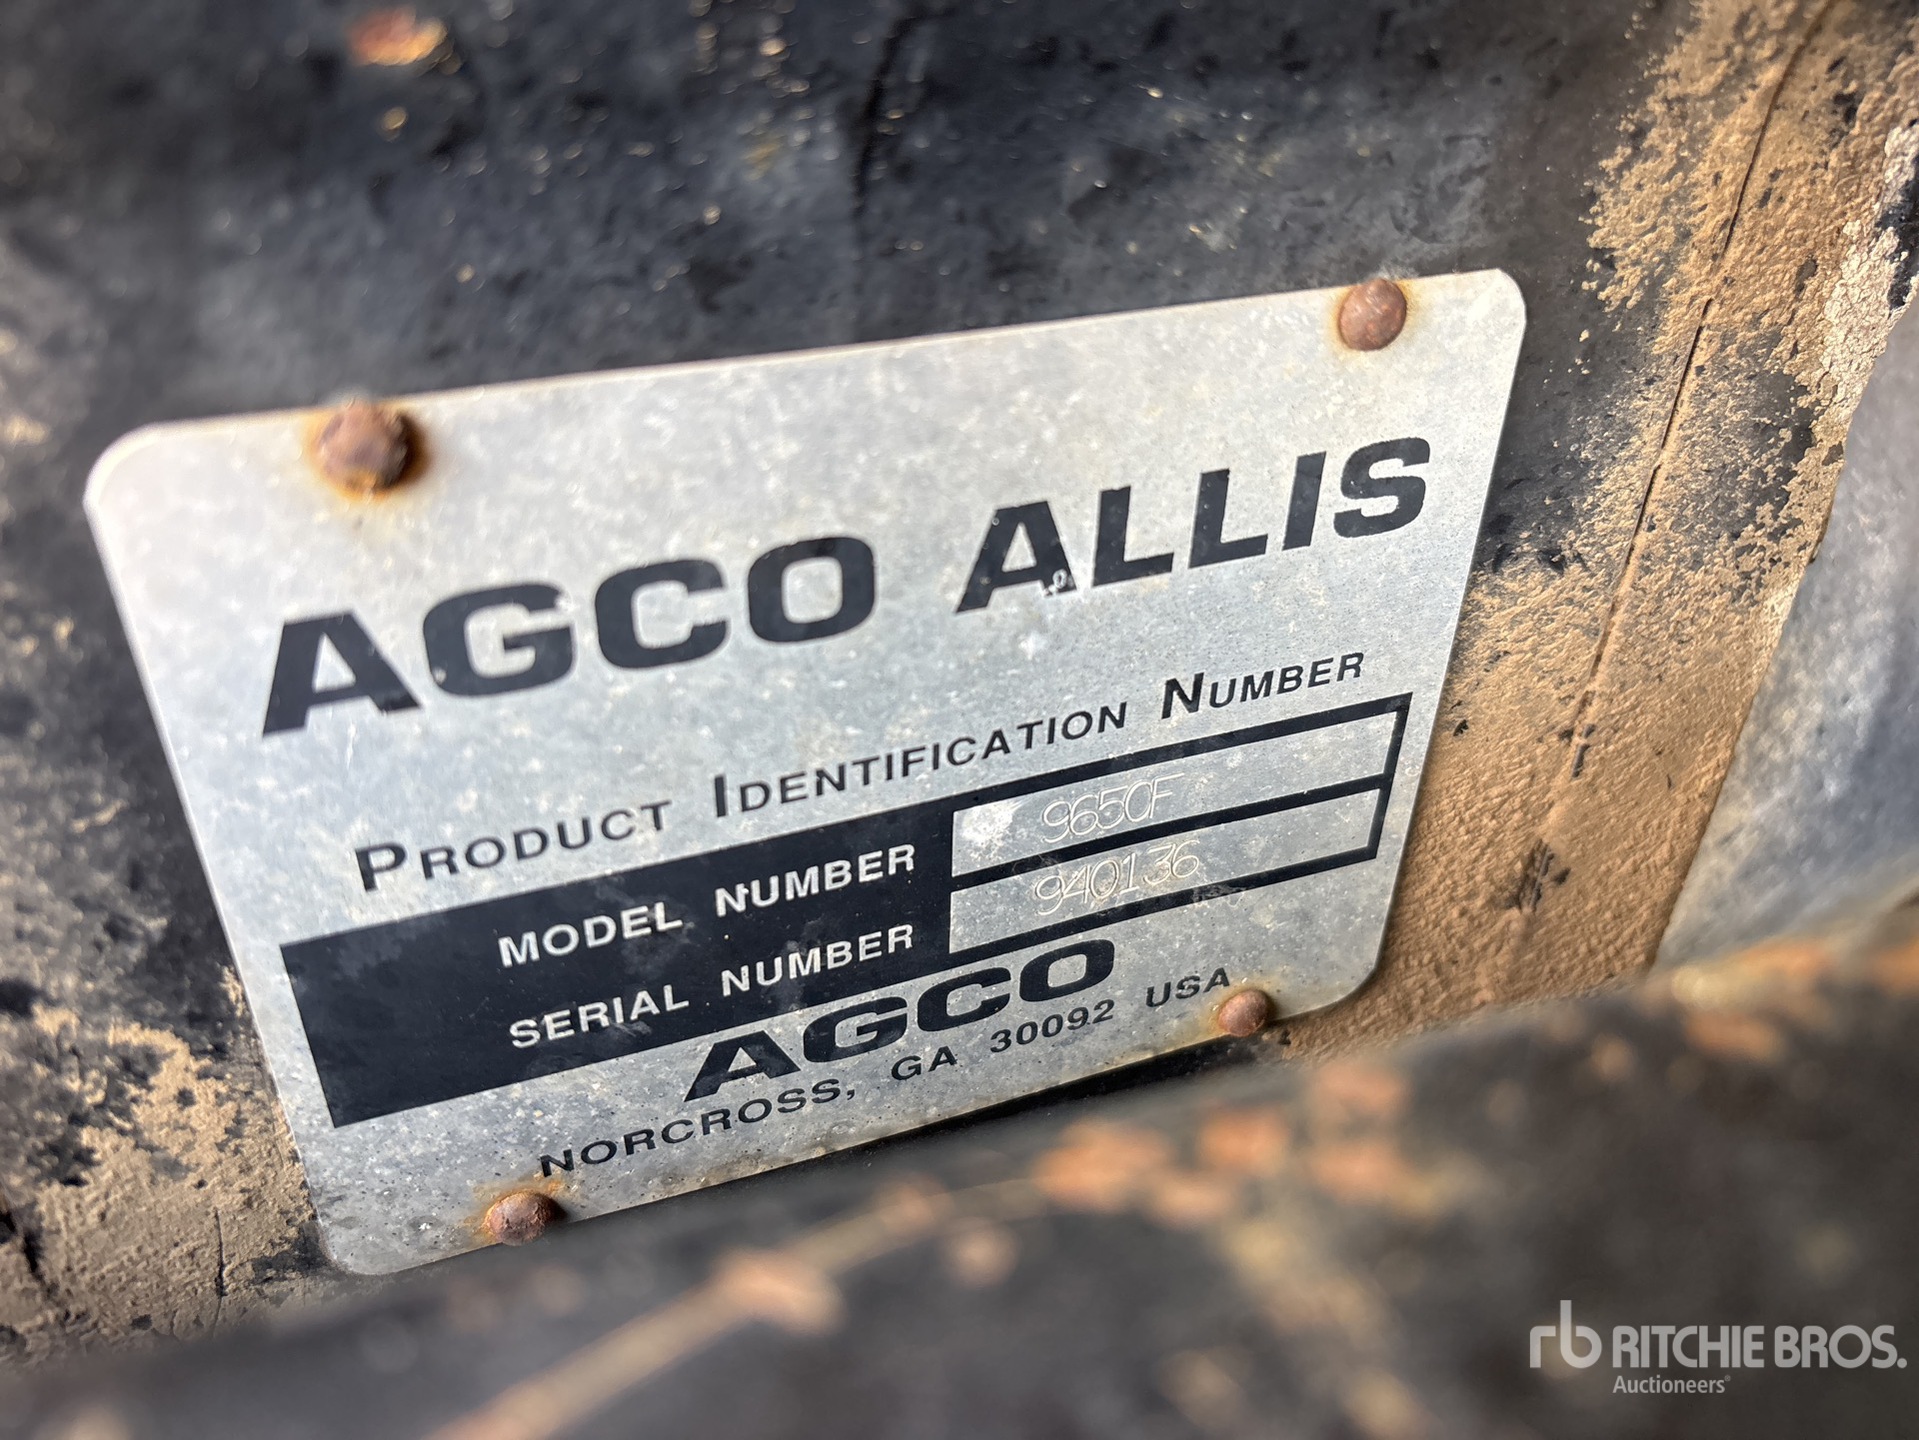 AGCO ALLIS
PRODUCT IDENTIFICATION NUMBER
MODEL NUMBER 9650F
SERIAL NUMBER 940136
AGCO
NORCROSS, GA 30092 USA
rb RITCHIE BROS.
Auctioneers®